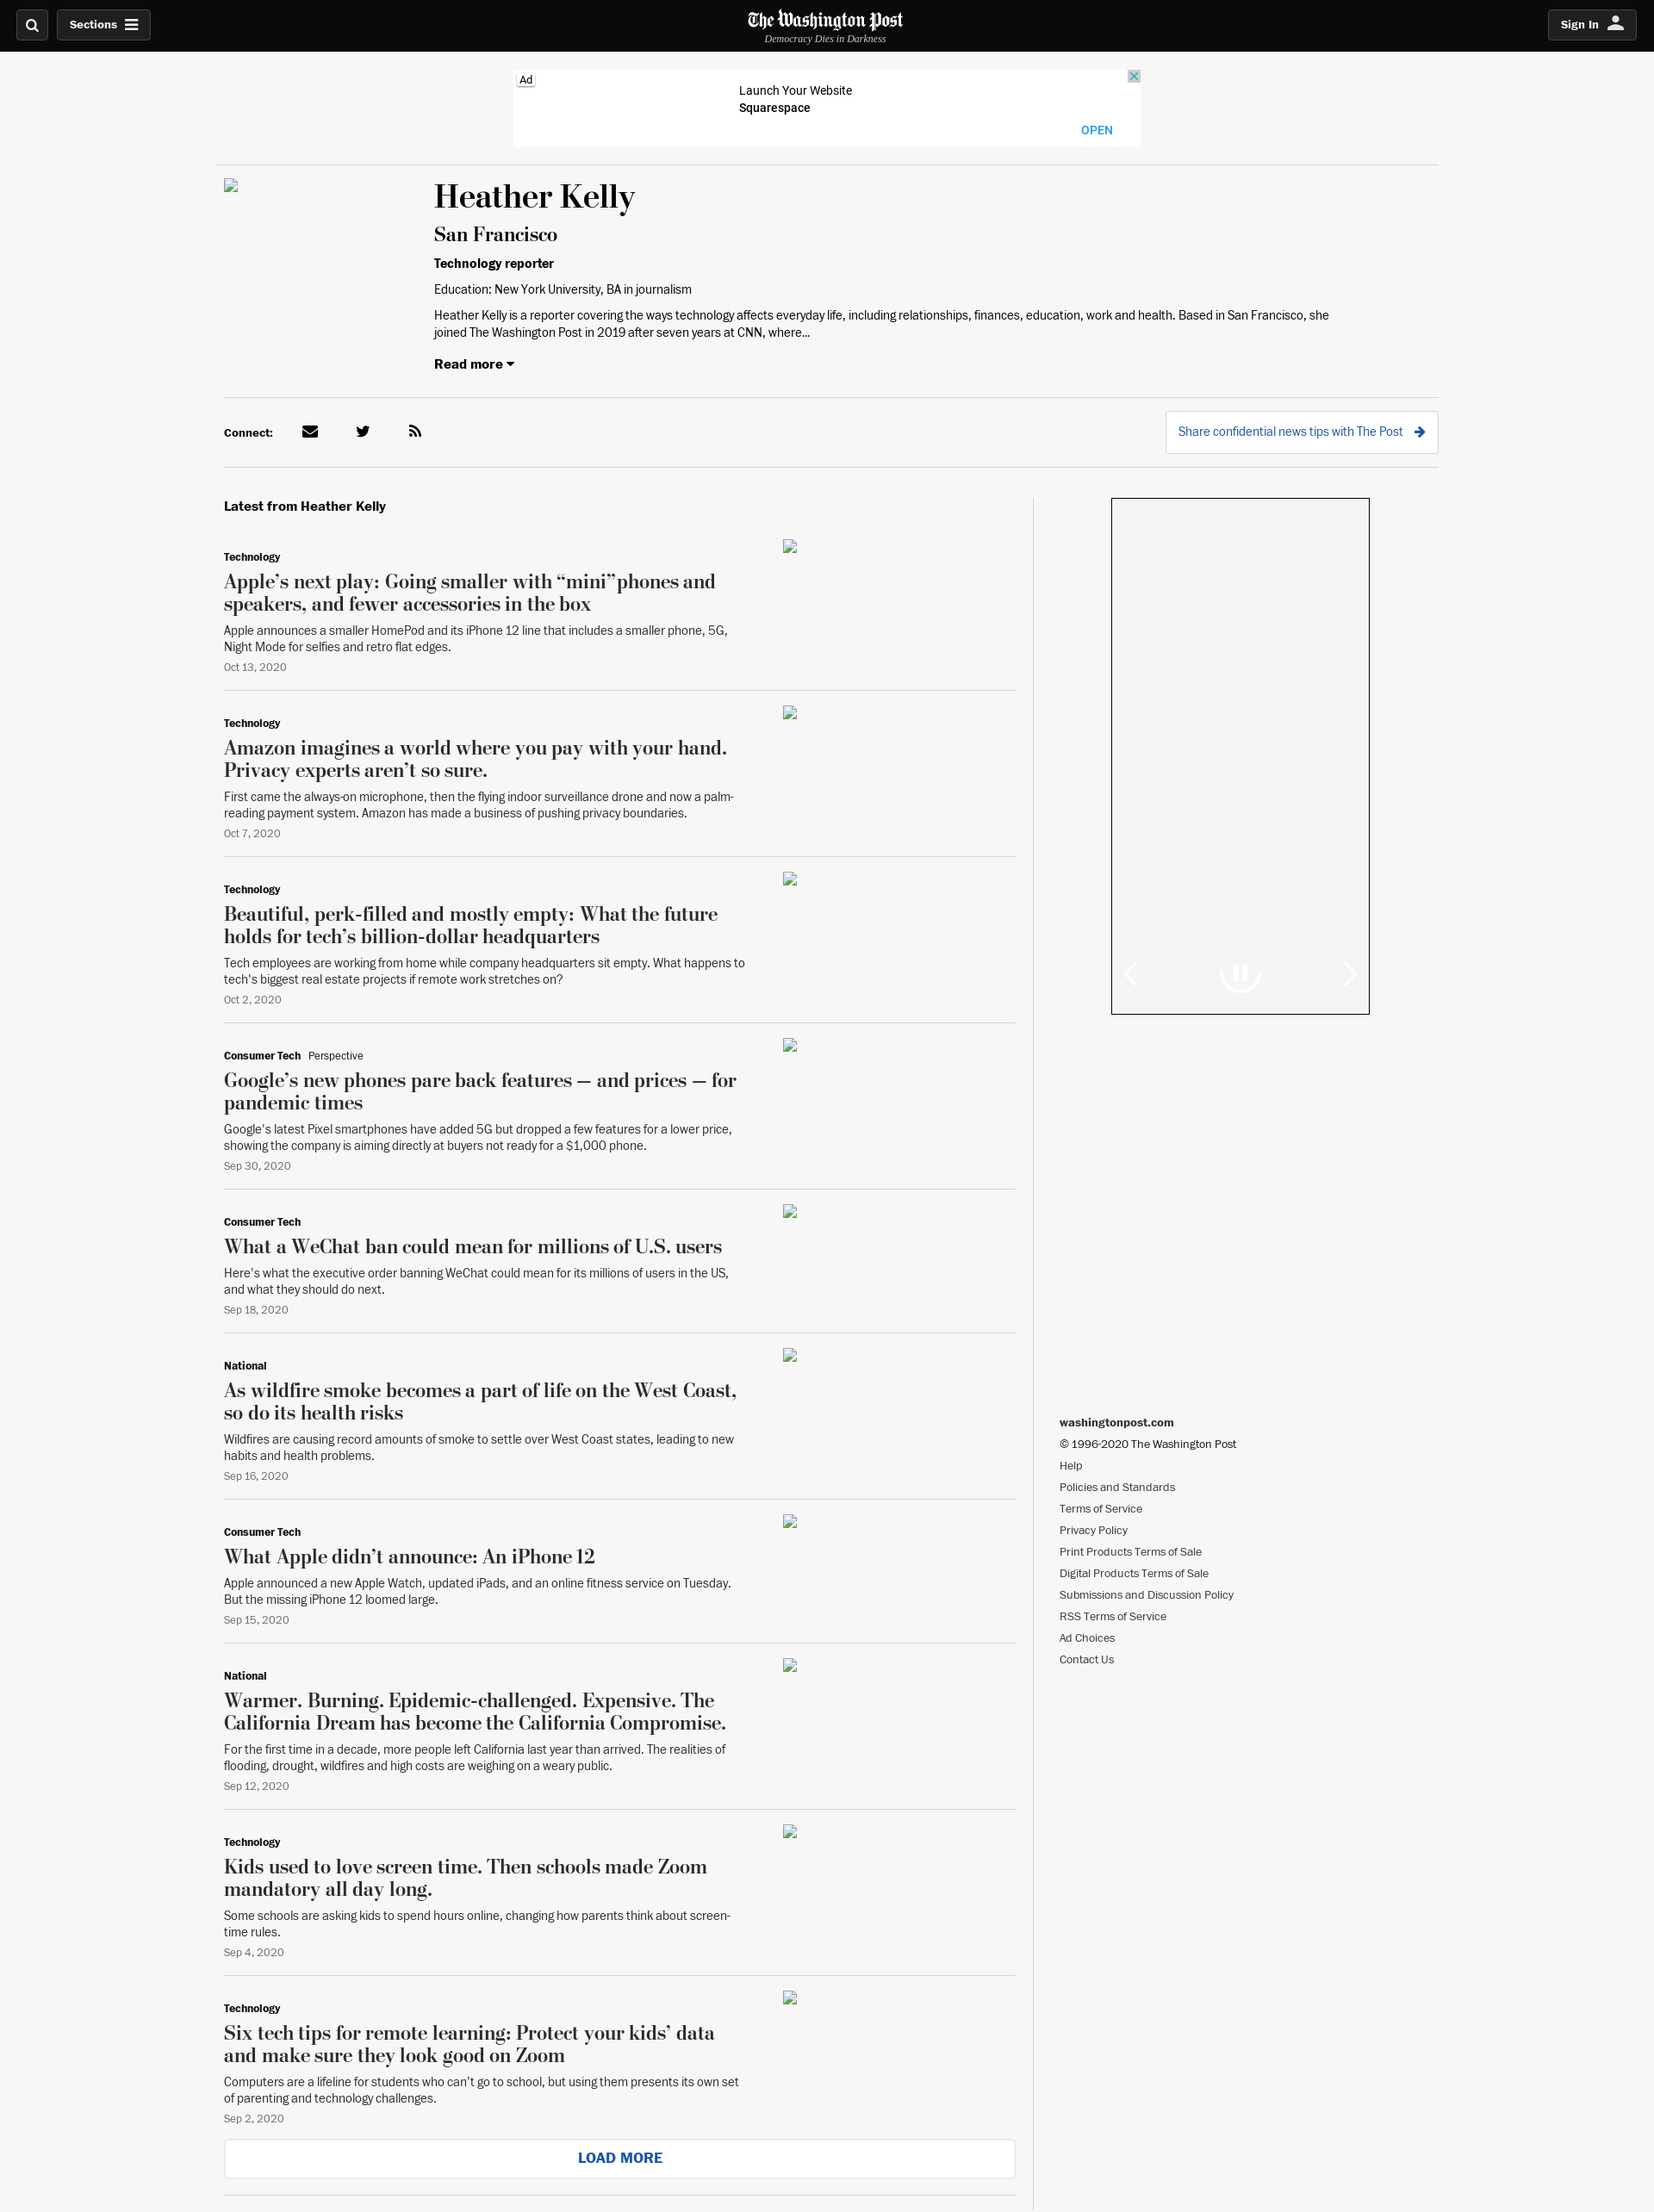 Sections
The Washington Post
Democracy Dies in Darkness
Sign In
Ad
Launch Your Website
Squarespace
OPEN
Heather Kelly
San Francisco
Technology reporter
Education: New York University, BA in journalism
Heather Kelly is a reporter covering the ways technology affects everyday life, including relationships, finances, education, work and health. Based in San Francisco, she
joined The Washington Post in 2019 after seven years at CNN, where...
Read more
Connect:
Share confidential news tips with The Post
Latest from Heather Kelly
Technology
Apple’s next play: Going smaller with “mini”phones and
speakers, and fewer accessories in the box
Apple announces a smaller HomePod and its iPhone 12 line that includes a smaller phone, 5G,
Night Mode for selfies and retro flat edges.
Oct 13, 2020
Technology
Amazon imagines a world where you pay with your hand.
Privacy experts aren’t so sure.
First came the always-on microphone, then the flying indoor surveillance drone and now a palm-
reading payment system. Amazon has made a business of pushing privacy boundaries.
Oct 7, 2020
Technology
Beautiful, perk-filled and mostly empty: What the future
holds for tech’s billion-dollar headquarters
Tech employees are working from home while company headquarters sit empty. What happens to
tech's biggest real estate projects if remote work stretches on?
Oct 2, 2020
Consumer Tech Perspective
Google’s new phones pare back features — and prices — for
pandemic times
Google's latest Pixel smartphones have added 5G but dropped a few features for a lower price,
showing the company is aiming directly at buyers not ready for a $1,000 phone.
Sep 30, 2020
Consumer Tech
What a WeChat ban could mean for millions of U.S. users
Here's what the executive order banning WeChat could mean for its millions of users in the US,
and what they should do next.
Sep 18, 2020
National
As wildfire smoke becomes a part of life on the West Coast,
so do its health risks
Wildfires are causing record amounts of smoke to settle over West Coast states, leading to new
habits and health problems.
Sep 16, 2020
Consumer Tech
What Apple didn’t announce: An iPhone 12
Apple announced a new Apple Watch, updated iPads, and an online fitness service on Tuesday.
But the missing iPhone 12 loomed large.
Sep 15, 2020
National
Warmer. Burning. Epidemic-challenged. Expensive. The
California Dream has become the California Compromise.
For the first time in a decade, more people left California last year than arrived. The realities of
flooding, drought, wildfires and high costs are weighing on a weary public.
Sep 12, 2020
Technology
Kids used to love screen time. Then schools made Zoom
mandatory all day long.
Some schools are asking kids to spend hours online, changing how parents think about screen-
time rules.
Sep 4, 2020
Technology
Six tech tips for remote learning: Protect your kids’ data
and make sure they look good on Zoom
Computers are a lifeline for students who can’t go to school, but using them presents its own set
of parenting and technology challenges.
Sep 2, 2020
LOAD MORE
washingtonpost.com
© 1996-2020 The Washington Post
Help
Policies and Standards
Terms of Service
Privacy Policy
Print Products Terms of Sale
Digital Products Terms of Sale
Submissions and Discussion Policy
RSS Terms of Service
Ad Choices
Contact Us